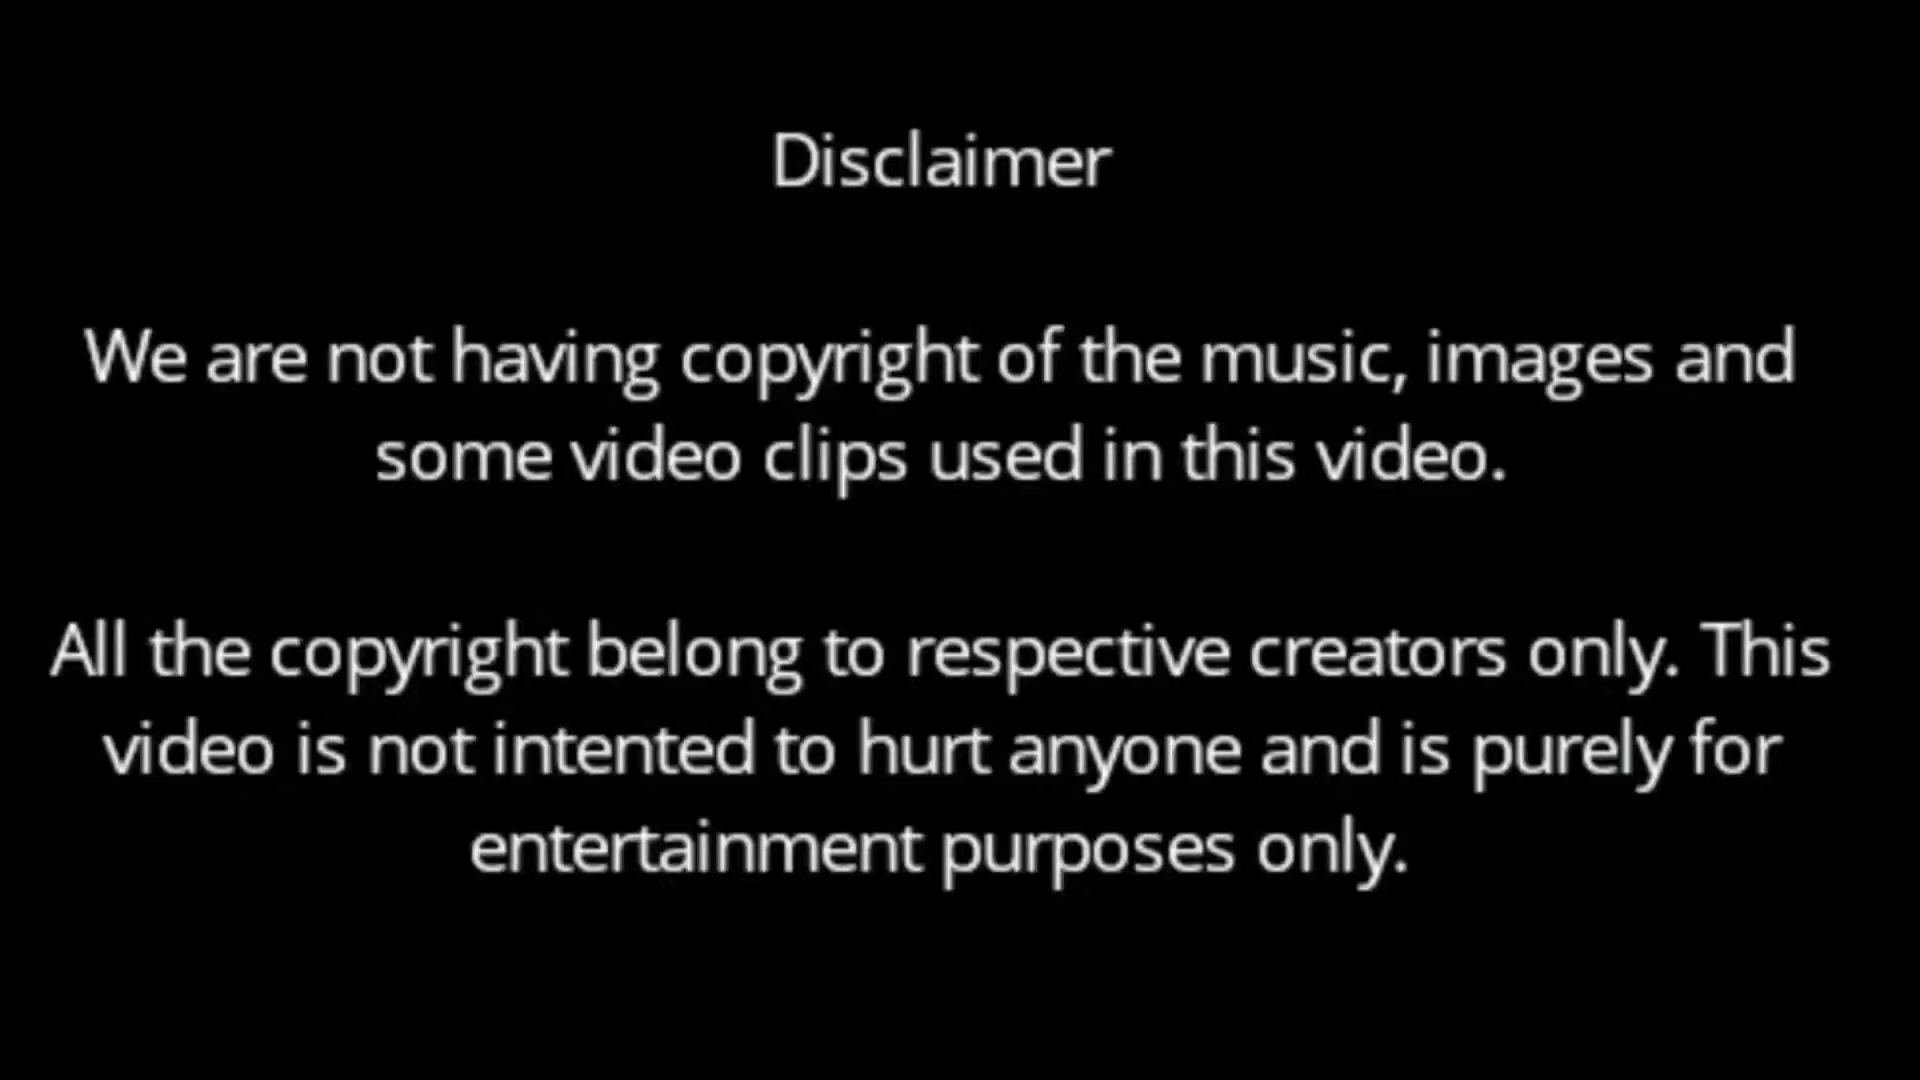 Disclaimer
We are not having copyright of the music, images and
some video clips used in this video.
All the copyright belong to respective creators only. This
video is not intented to hurt anyone and is purely for
entertainment purposes only.